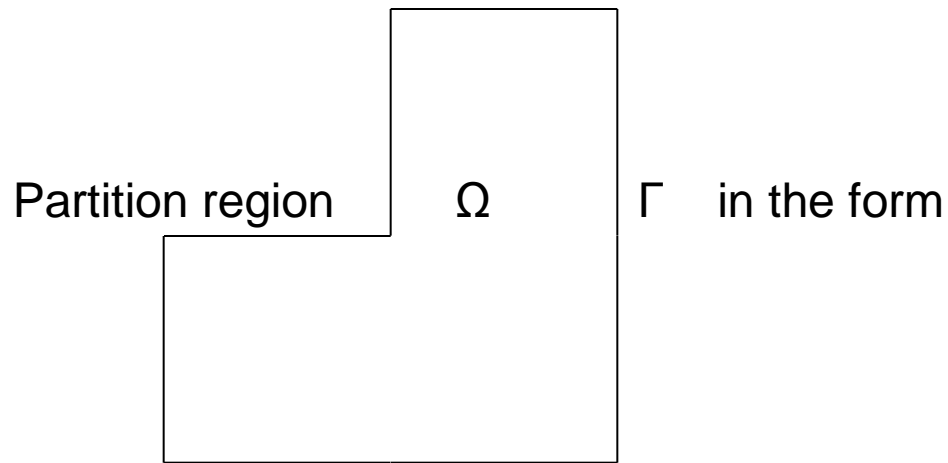 Partition region Ω Γ in the form